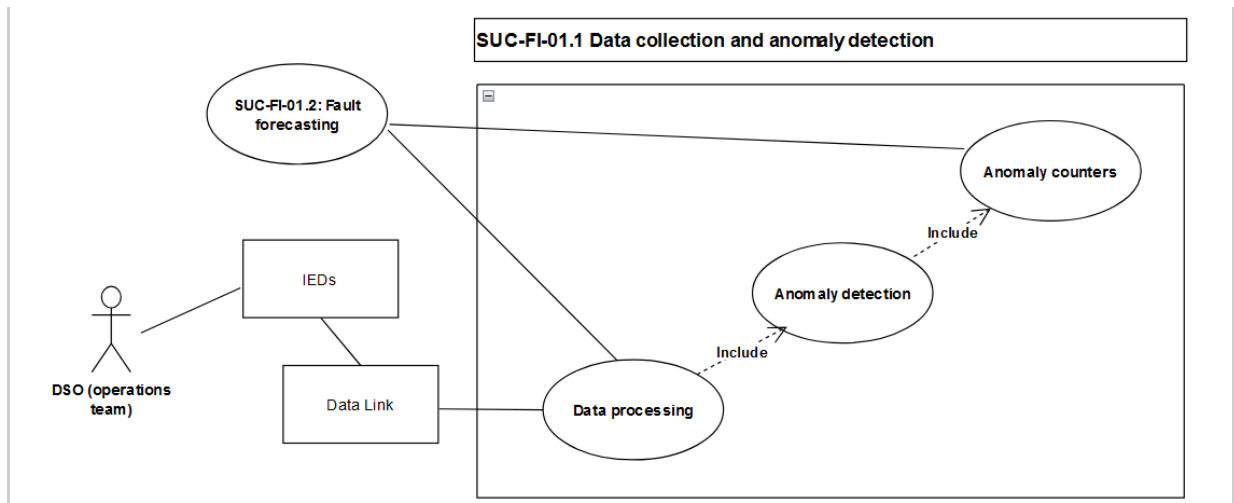 SUC-FI-01.1 Data collection and anomaly detection
SUC-FI-01.2: Fault
forecasting
Anomaly counters
Include
IEDs
Anomaly detection
Include
DSO (operations
team)
Data Link
Data processing